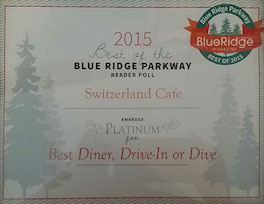 2015
Best of the
BLUE RIDGE PARKWAY
READER POLL
Blue Ridge Parkway
BlueRidge
MAGAZINE
BEST OF 2015
Switzerland Cafe
AWARDED
PLATINUM
FOR
Best Diner, Drive-In or Dive